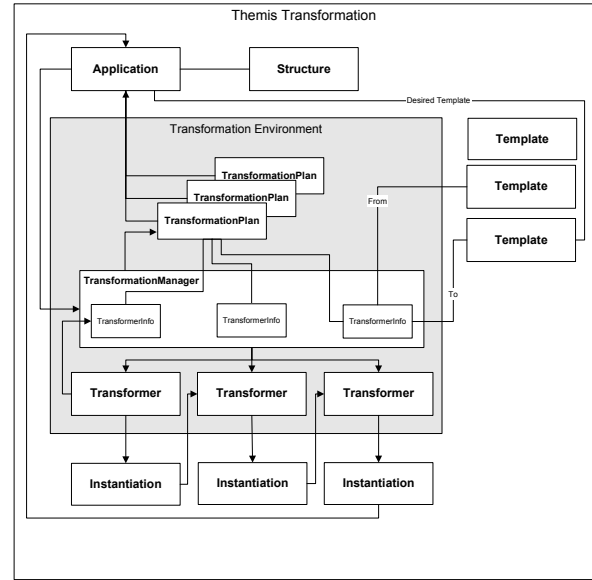 Themis Transformation
Application
Structure
Desired Template
Transformation Environment
Template
TransformationPlan
Template
TransformationPlan
From
TransformationPlan
Template
TransformationManager
To
TransformerInfo
TransformerInfo
TransformerInfo
Transformer
Transformer
Transformer
Instantiation
Instantiation
Instantiation